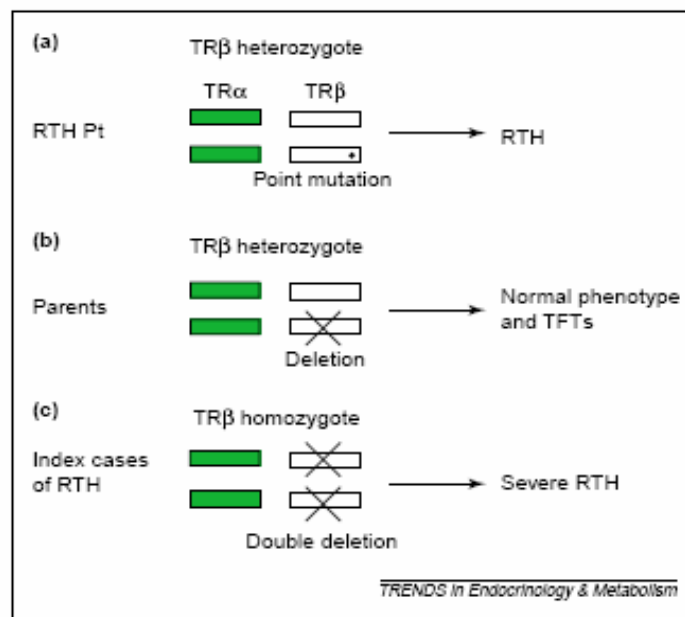 (a)
TRβ heterozygote
TRα TRβ
RTH Pt
RTH
Point mutation
(b)
TRβ heterozygote
Parents
Normal phenotype
and TFTs
Deletion
(c)
TRβ homozygote
Index cases
of RTH
Severe RTH
Double deletion
TRENDS in Endocrinology & Metabolism